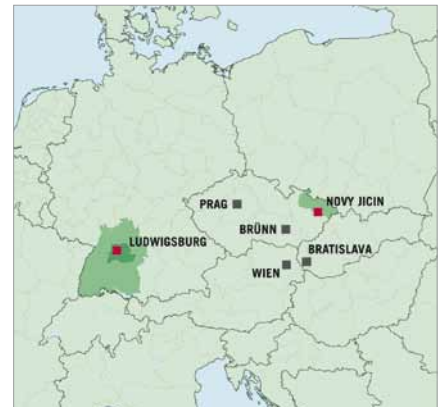 NOVY JICIN
PRAG
BRÜNN
LUDWIGSBURG
BRATISLAVA
WIEN